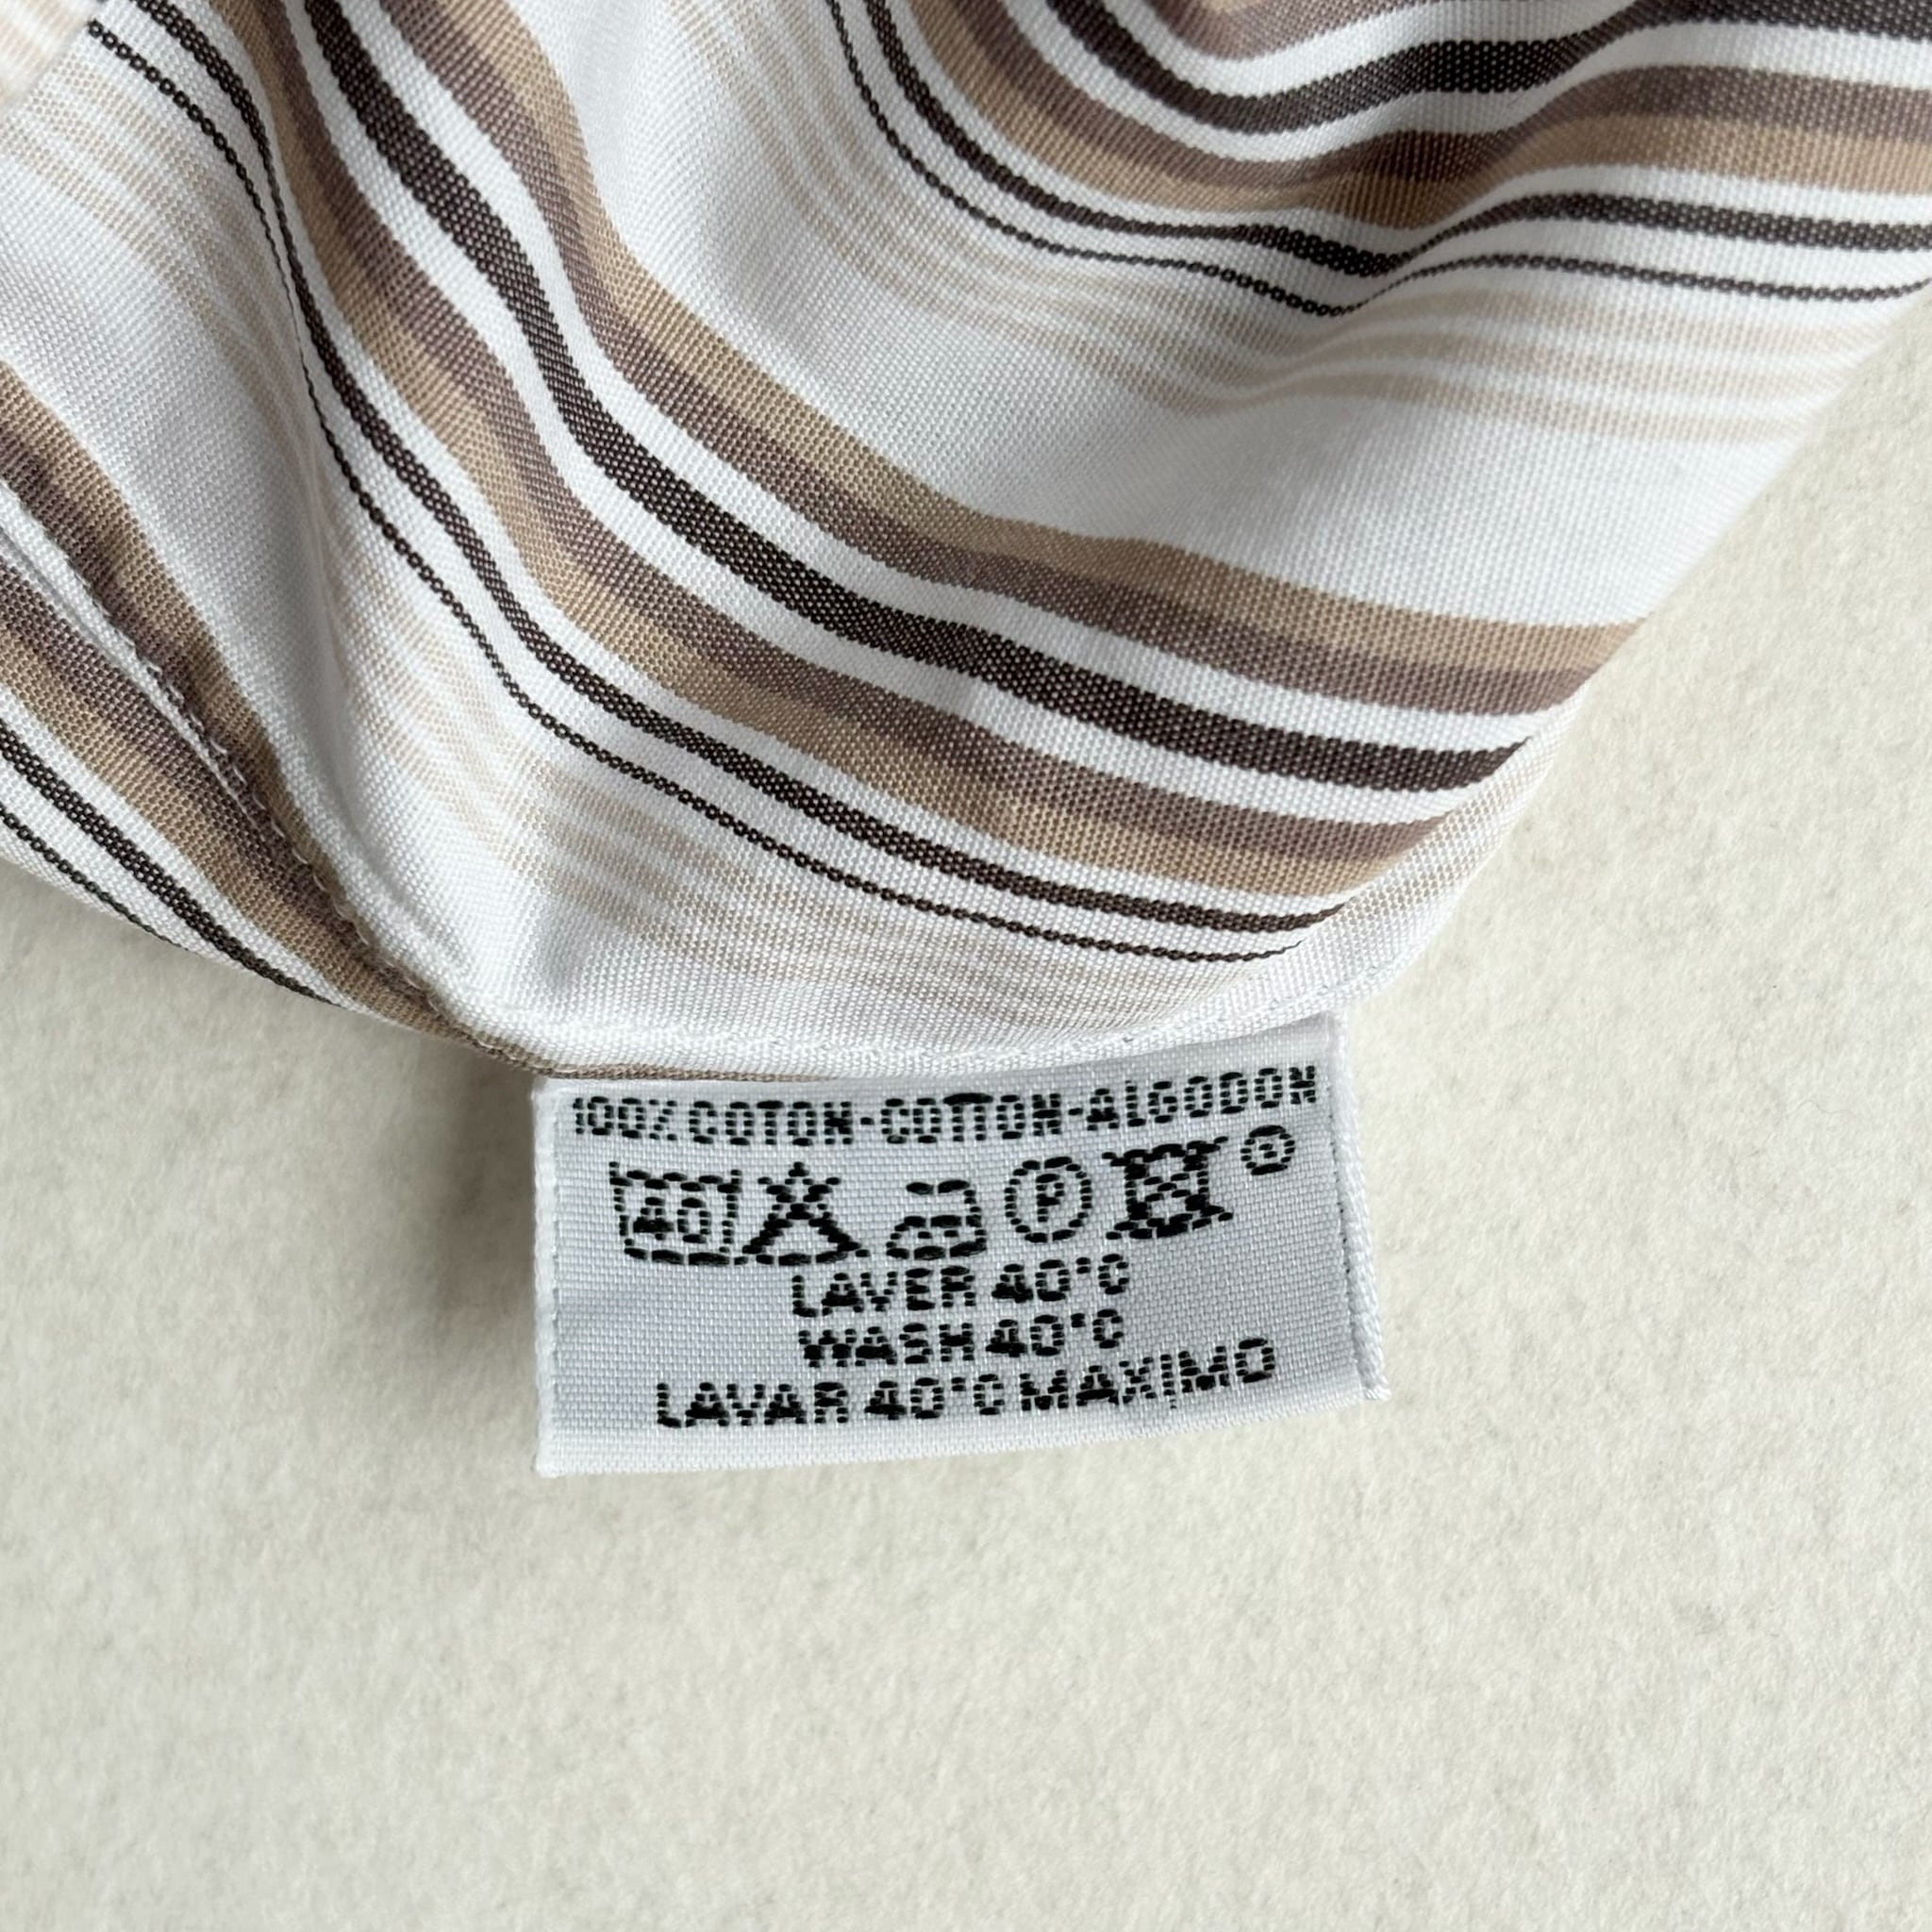 100% COTON-COTTON-ALGODON
40 P
LAVER 40°C
WASH 40°C
LAVAR 40°C MAXIMO